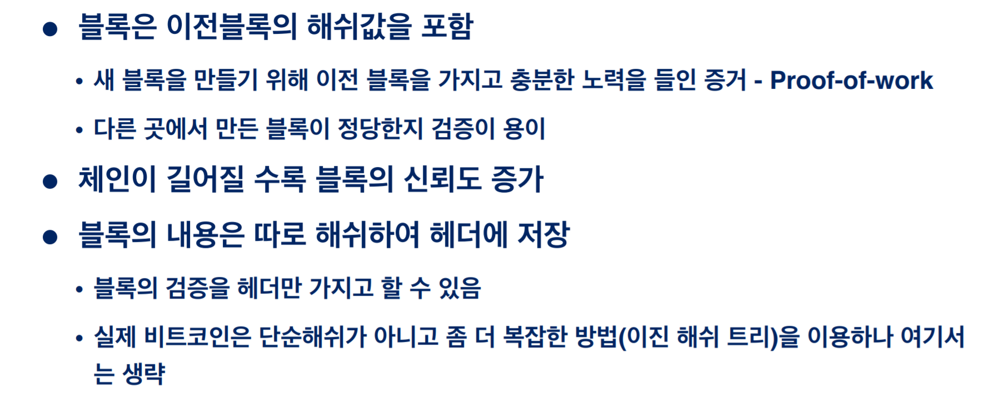 ● 블록은 이전블록의 해쉬값을 포함
• 새 블록을 만들기 위해 이전 블록을 가지고 충분한 노력을 들인 증거 - Proof-of-work
• 다른 곳에서 만든 블록이 정당한지 검증이 용이
● 체인이 길어질 수록 블록의 신뢰도 증가
● 블록의 내용은 따로 해쉬하여 헤더에 저장
• 블록의 검증을 헤더만 가지고 할 수 있음
• 실제 비트코인은 단순해쉬가 아니고 좀 더 복잡한 방법(이진 해쉬 트리)을 이용하나 여기서
는 생략